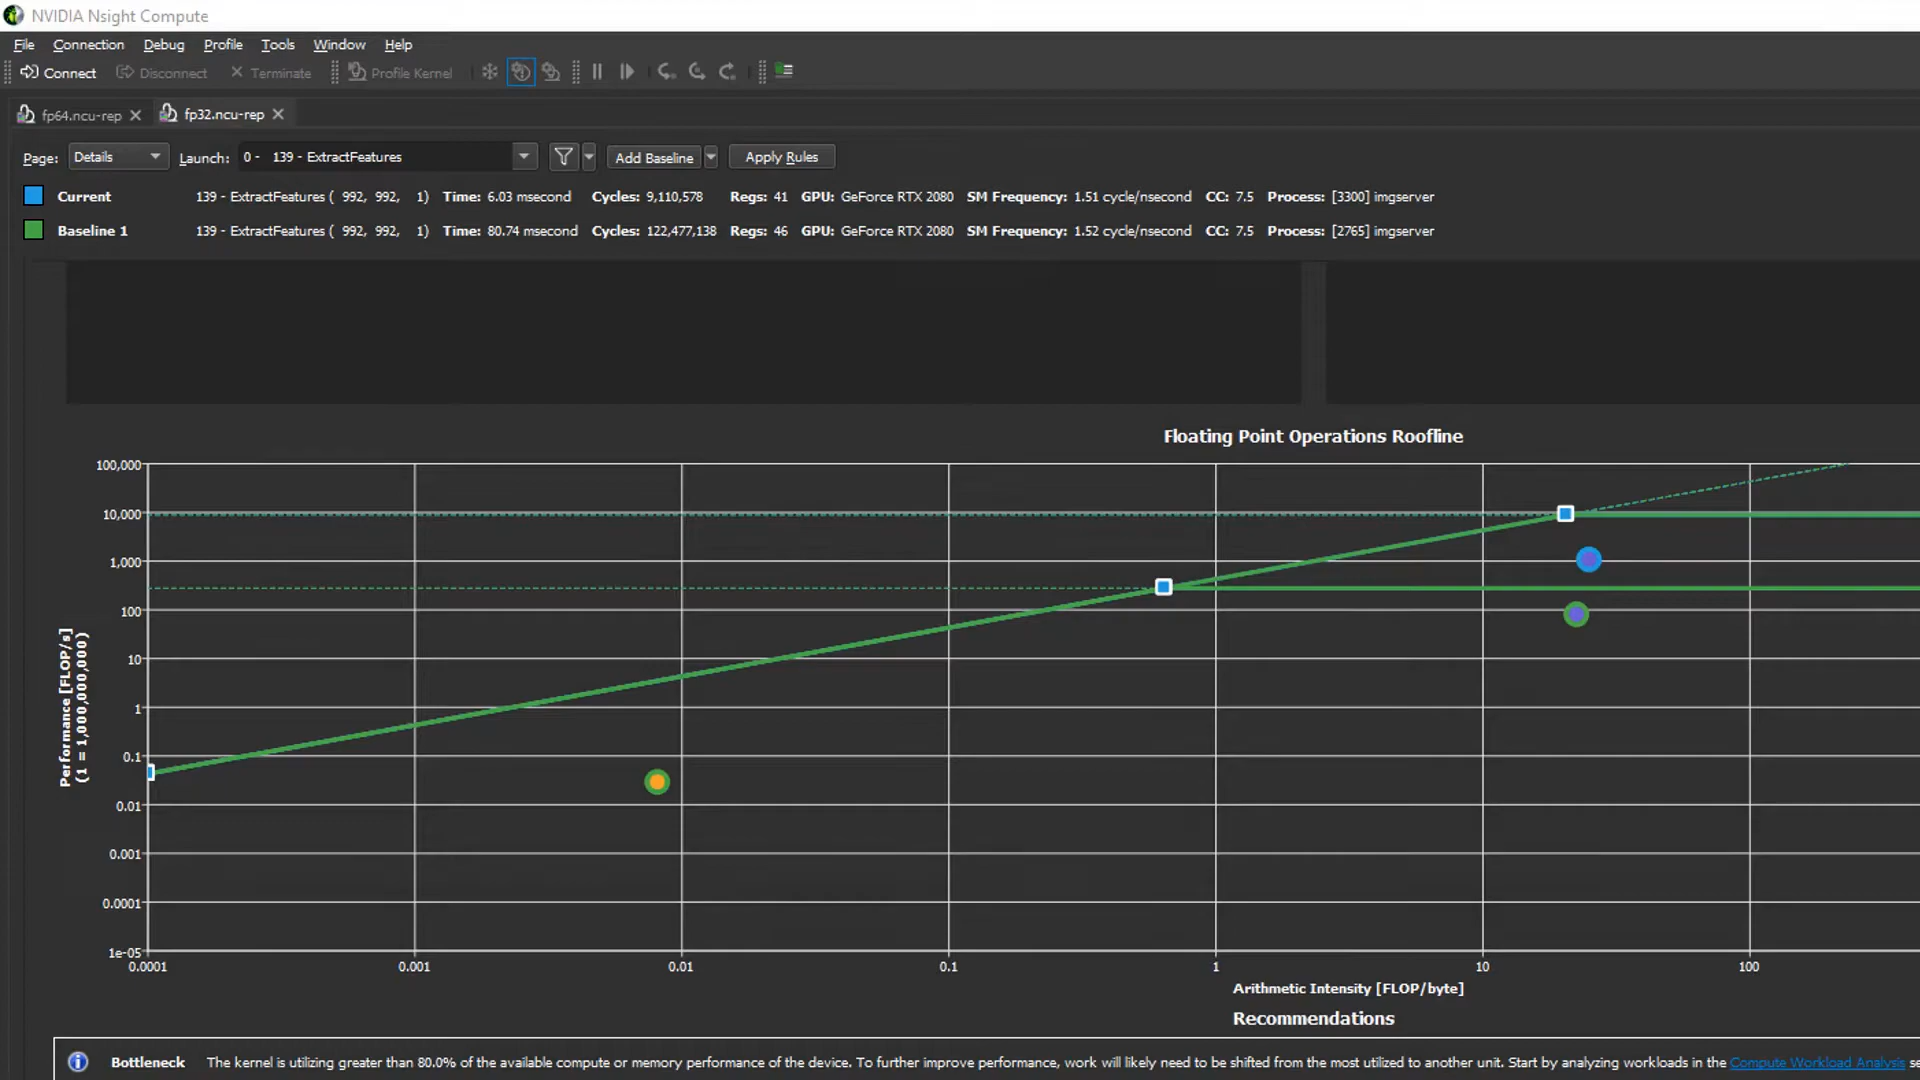 NVIDIA Nsight Compute
File Connection Debug Profile Tools Window Help
Connect Disconnect Terminate Profile Kernel
fp64.ncu-rep fp32.ncu-rep
Page: Details Launch: 0 - 139 - ExtractFeatures Add Baseline Apply Rules
Current 139 - ExtractFeatures ( 992, 992, 1) Time: 6.03 msecond Cycles: 9,110,578 Regs: 41 GPU: GeForce RTX 2080 SM Frequency: 1.51 cycle/nsecond CC: 7.5 Process: [3300] imgserver
Baseline 1 139 - ExtractFeatures ( 992, 992, 1) Time: 80.74 msecond Cycles: 122,477,138 Regs: 46 GPU: GeForce RTX 2080 SM Frequency: 1.52 cycle/nsecond CC: 7.5 Process: [2765] imgserver
Floating Point Operations Roofline
100,000
10,000
1,000
100
10
1
0.1
0.01
0.001
0.0001
1e-05
Performance [FLOP/s]
(1 = 1,000,000,000)
0.0001 0.001 0.01 0.1 1 10 100
Arithmetic Intensity [FLOP/byte]
Recommendations
Bottleneck The kernel is utilizing greater than 80.0% of the available compute or memory performance of the device. To further improve performance, work will likely need to be shifted from the most utilized to another unit. Start by analyzing workloads in the Compute Workload Analysis se